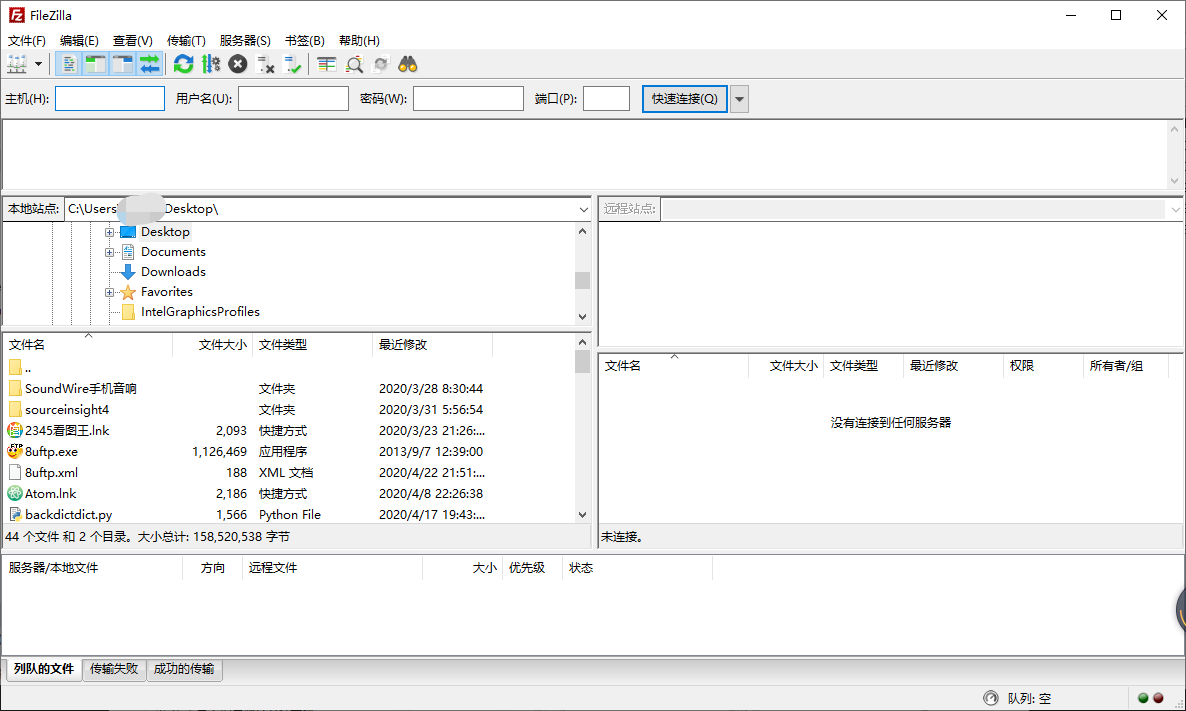 FileZilla
文件(F) 编辑(E) 查看(V) 传输(T) 服务器(S) 书签(B) 帮助(H)
主机(H): 用户名(U): 密码(W): 端口(P): 快速连接(Q)
本地站点: C:\Users\ Desktop\
远程站点:
Desktop
Documents
Downloads
Favorites
IntelGraphicsProfiles
文件名 文件大小 文件类型 最近修改
..
SoundWire手机音响 文件夹 2020/3/28 8:30:44
sourceinsight4 文件夹 2020/3/31 5:56:54
2345看图王.lnk 2,093 快捷方式 2020/3/23 21:26:...
8uftp.exe 1,126,469 应用程序 2013/9/7 12:39:00
8uftp.xml 188 XML 文档 2020/4/22 21:51:...
Atom.lnk 2,186 快捷方式 2020/4/8 22:26:38
backdictdict.py 1,566 Python File 2020/4/17 19:43:...
44 个文件 和 2 个目录。大小总计: 158,520,538 字节
文件名 文件大小 文件类型 最近修改 权限 所有者/组
没有连接到任何服务器
未连接。
服务器/本地文件 方向 远程文件 大小 优先级 状态
列队的文件 传输失败 成功的传输
队列: 空